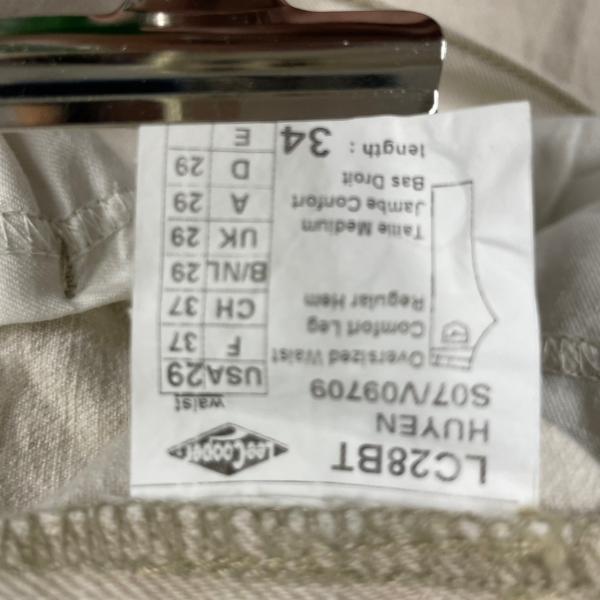 LC28BT
HUYEN
S07/V09709
Oversized Waist
Comfort Leg
Regular Hem
Taille Medium
Jambe Confort
Bas Droit
length : 34
Lee Cooper
waist
USA 29
F 37
CH 37
B/NL 29
UK 29
A 29
D 29
E